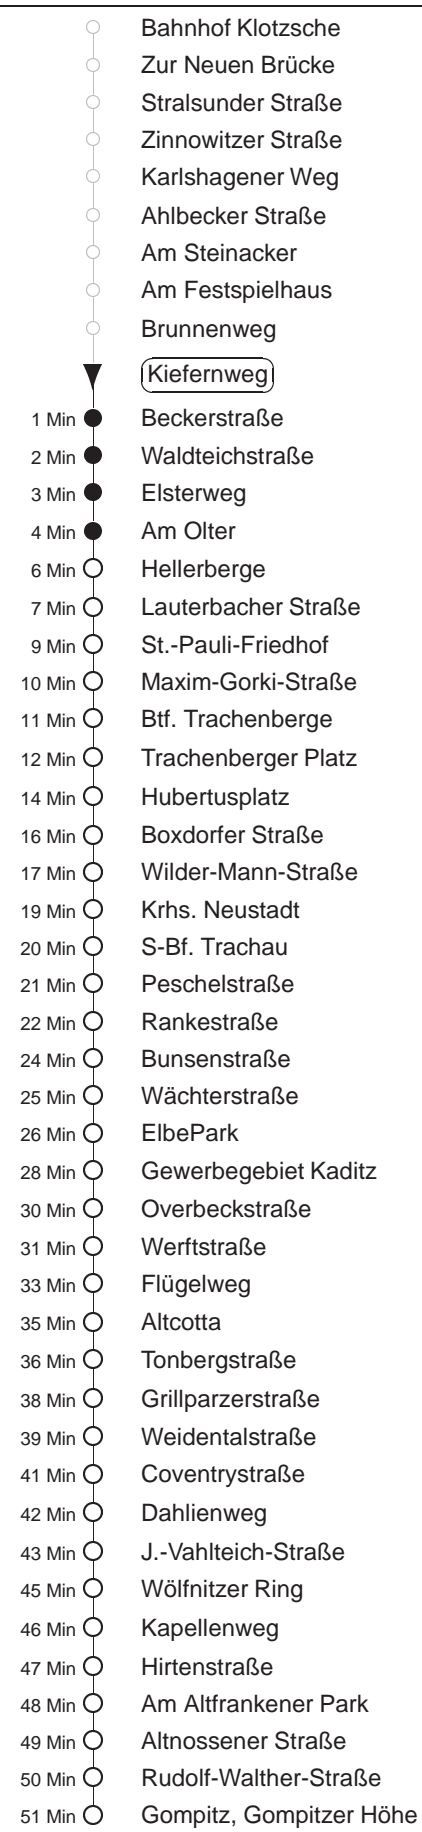 Bahnhof Klotzsche
Zur Neuen Brücke
Stralsunder Straße
Zinnowitzer Straße
Karlshagener Weg
Ahlbecker Straße
Am Steinacker
Am Festspielhaus
Brunnenweg
Kiefernweg
1 Min Beckerstraße
2 Min Waldteichstraße
3 Min Elsterweg
4 Min Am Olter
6 Min Hellerberge
7 Min Lauterbacher Straße
9 Min St.-Pauli-Friedhof
10 Min Maxim-Gorki-Straße
11 Min Btf. Trachenberge
12 Min Trachenberger Platz
14 Min Hubertusplatz
16 Min Boxdorfer Straße
17 Min Wilder-Mann-Straße
19 Min Krhs. Neustadt
20 Min S-Bf. Trachau
21 Min Peschelstraße
22 Min Rankestraße
24 Min Bunsenstraße
25 Min Wächterstraße
26 Min ElbePark
28 Min Gewerbegebiet Kaditz
30 Min Overbeckstraße
31 Min Werftstraße
33 Min Flügelweg
35 Min Altcotta
36 Min Tonbergstraße
38 Min Grillparzerstraße
39 Min Weidentalstraße
41 Min Coventrystraße
42 Min Dahlienweg
43 Min J.-Vahlteich-Straße
45 Min Wölfnitzer Ring
46 Min Kapellenweg
47 Min Hirtenstraße
48 Min Am Altfrankener Park
49 Min Altnossener Straße
50 Min Rudolf-Walther-Straße
51 Min Gompitz, Gompitzer Höhe